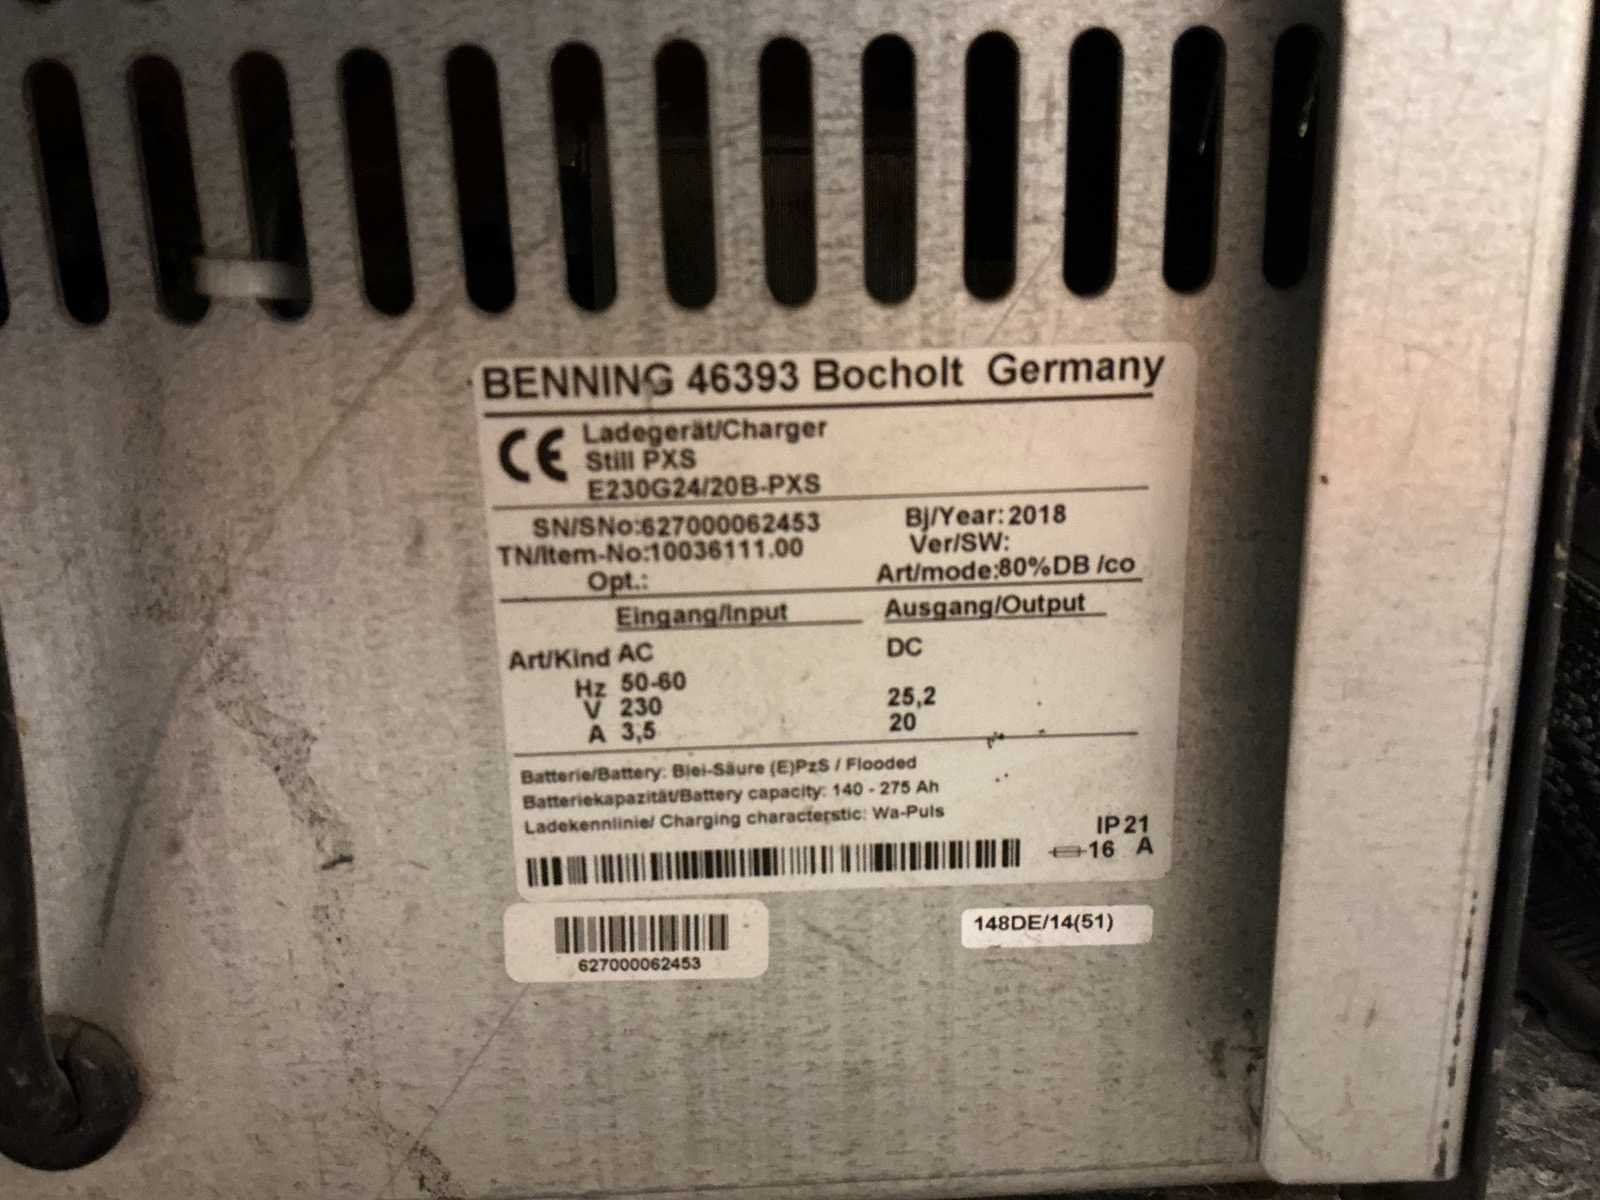 BENNING 46393 Bocholt Germany
CE Ladegerät/Charger
Still PXS
E230G24/20B-PXS
SN/SNo:627000062453 Bj/Year: 2018
TN/Item-No:10036111.00 Ver/SW:
Opt.: Art/mode:80%DB /co
Eingang/Input Ausgang/Output
Art/Kind AC DC
Hz 50-60
V 230 25,2
A 3,5 20
Batterie/Battery: Blei-Säure (E)PzS / Flooded
Batteriekapazität/Battery capacity: 140 - 275 Ah
Ladekennlinie/ Charging characterstic: Wa-Puls
IP 21
16 A
627000062453
148DE/14(51)